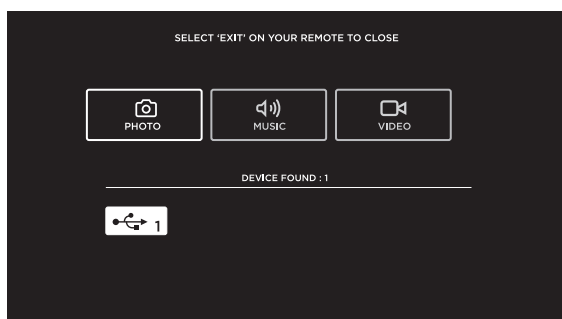 SELECT 'EXIT' ON YOUR REMOTE TO CLOSE
PHOTO
MUSIC
VIDEO
DEVICE FOUND : 1
1